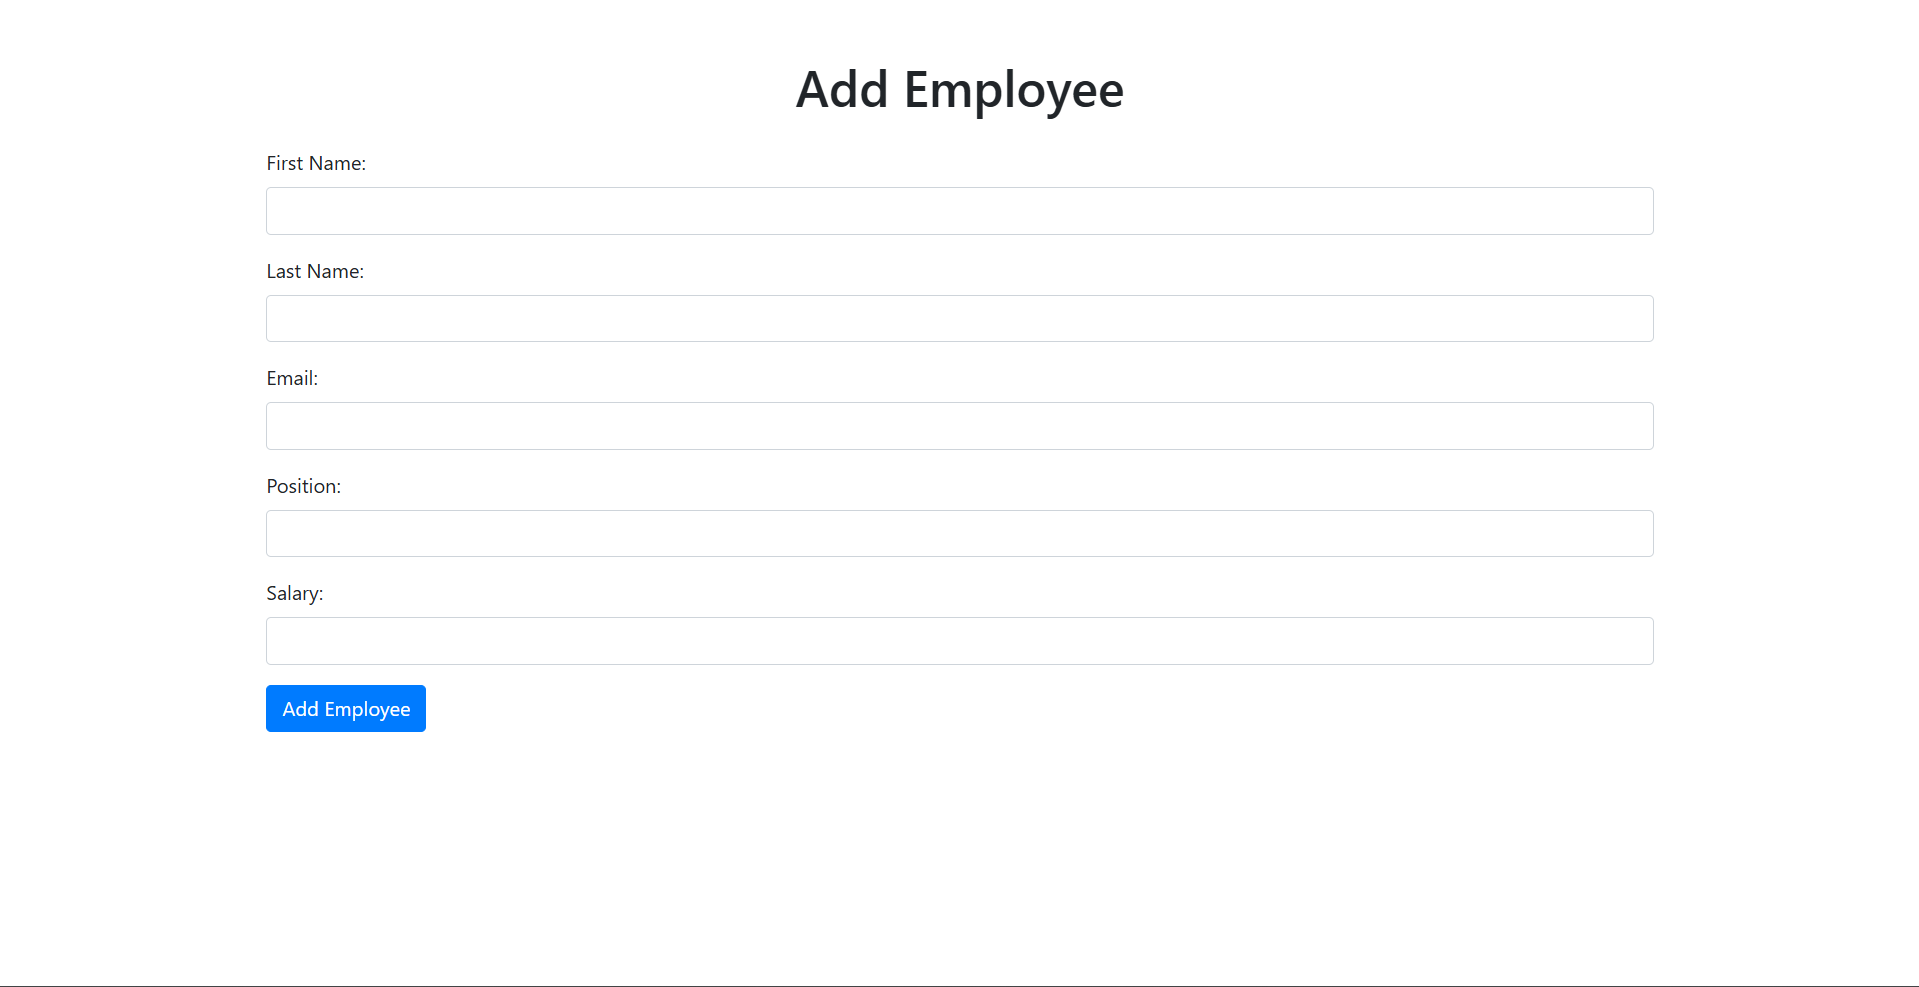 Add Employee
First Name:
Last Name:
Email:
Position:
Salary:
Add Employee